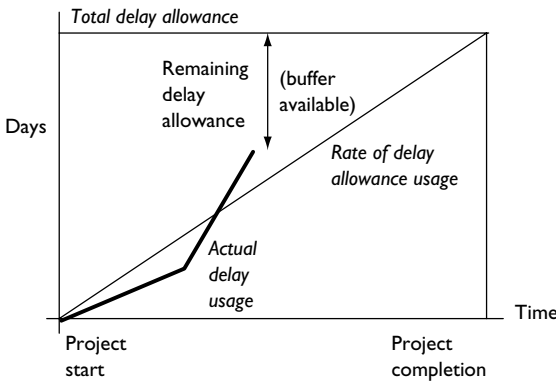 Total delay allowance
Remaining
delay
allowance
(buffer
available)
Days
Rate of delay
allowance usage
Actual
delay
usage
Time
Project
start
Project
completion